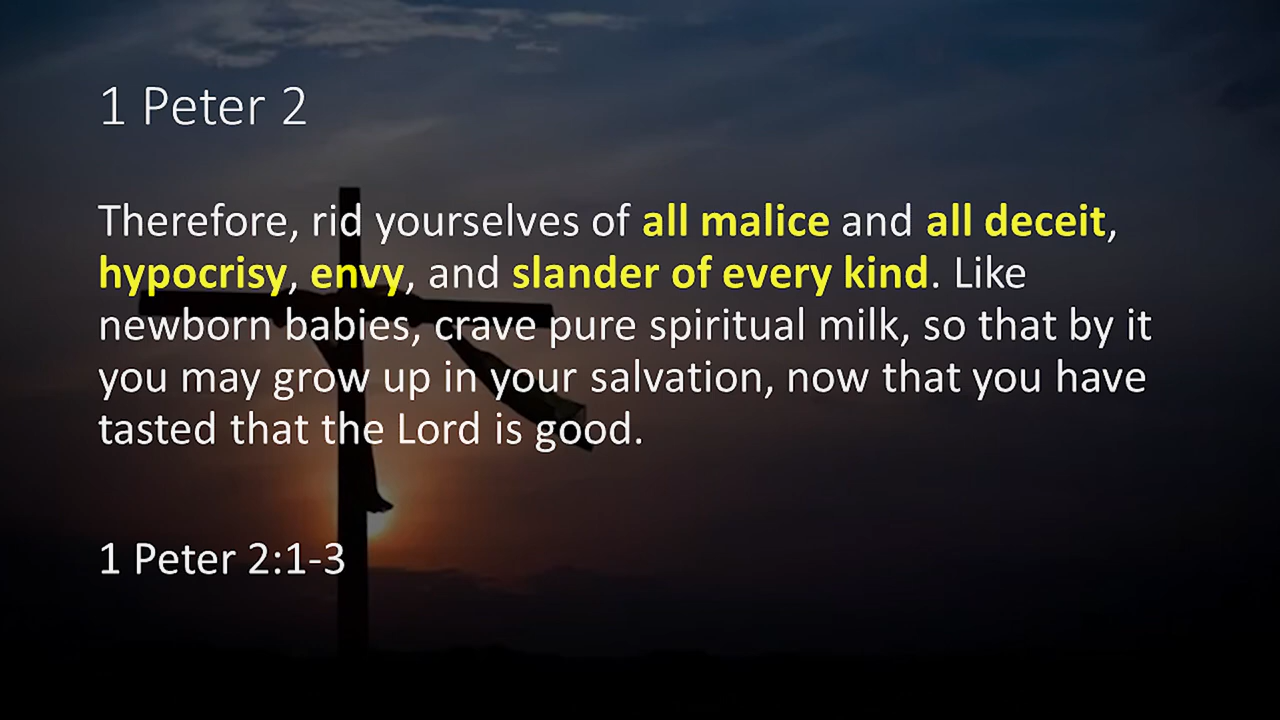 1 Peter 2
Therefore, rid yourselves of all malice and all deceit,
hypocrisy, envy, and slander of every kind. Like
newborn babies, crave pure spiritual milk, so that by it
you may grow up in your salvation, now that you have
tasted that the Lord is good.
1 Peter 2:1-3